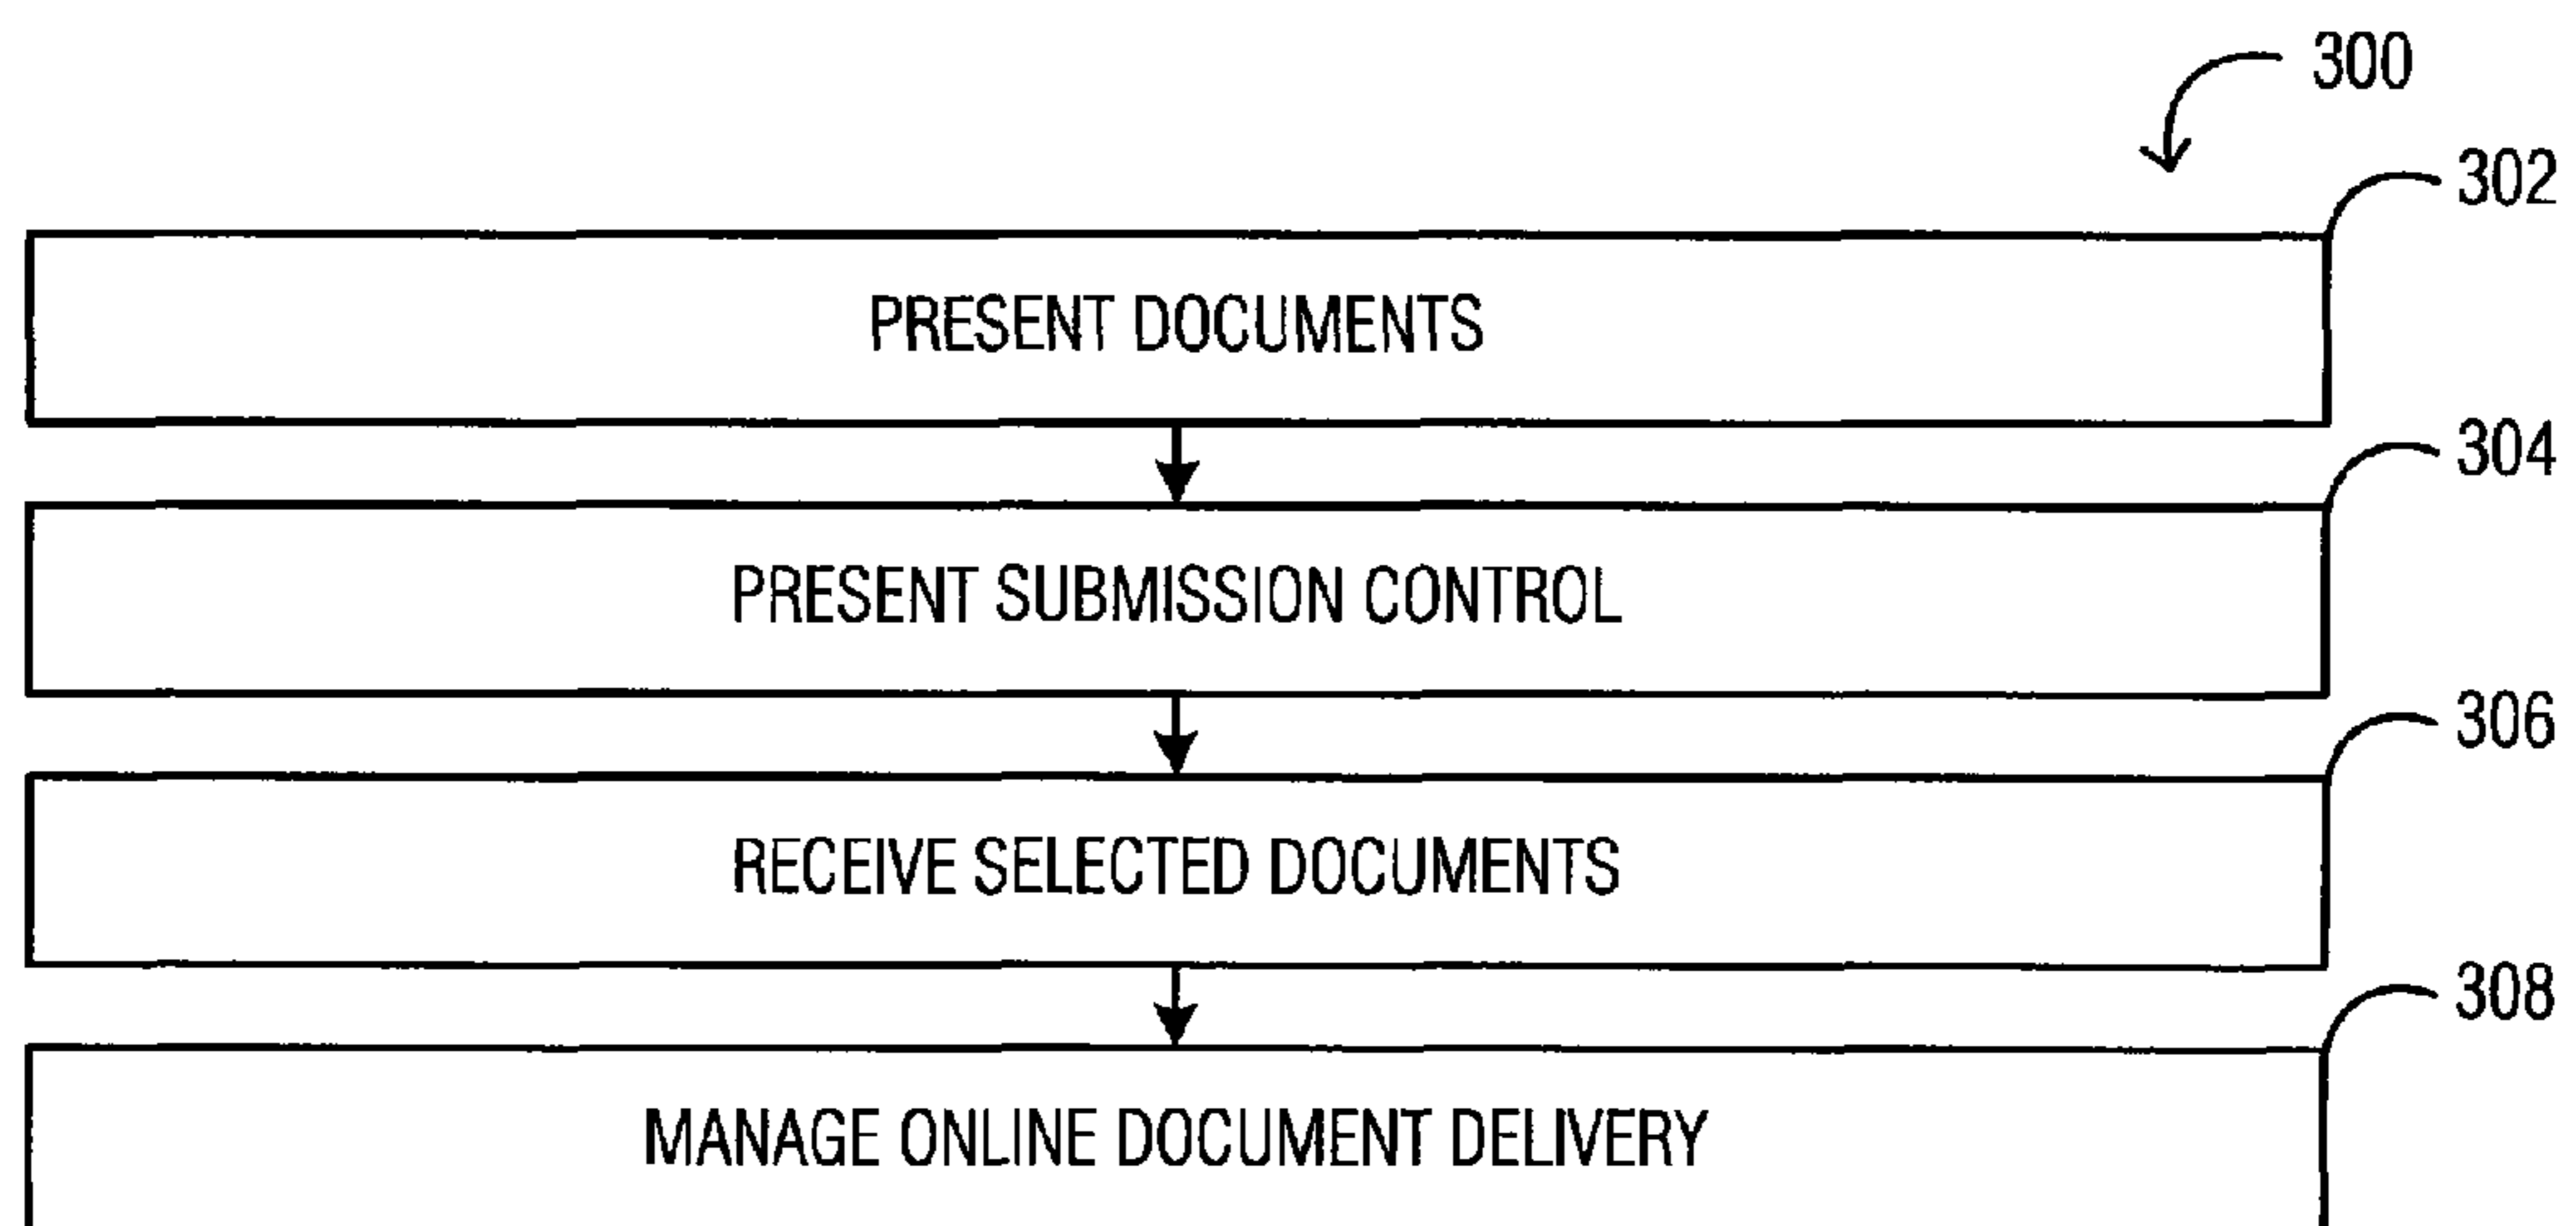 300
302
PRESENT DOCUMENTS
304
PRESENT SUBMISSION CONTROL
306
RECEIVE SELECTED DOCUMENTS
308
MANAGE ONLINE DOCUMENT DELIVERY